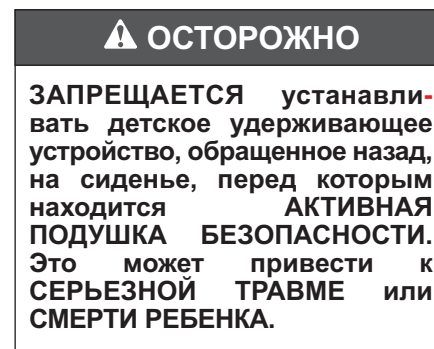 ОСТОРОЖНО
ЗАПРЕЩАЕТСЯ устанавли-
вать детское удерживающее
устройство, обращенное назад,
на сиденье, перед которым
находится АКТИВНАЯ
ПОДУШКА БЕЗОПАСНОСТИ.
Это может привести к
СЕРЬЕЗНОЙ ТРАВМЕ или
СМЕРТИ РЕБЕНКА.